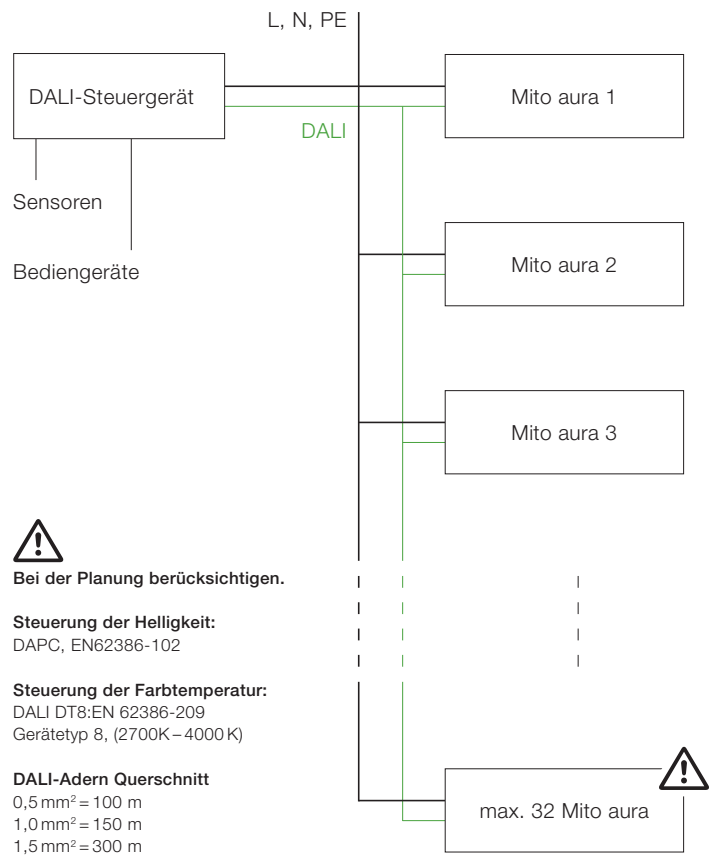 L, N, PE
DALI-Steuergerät
Mito aura 1
DALI
Sensoren
Bediengeräte
Mito aura 2
Mito aura 3
Bei der Planung berücksichtigen.
Steuerung der Helligkeit:
DAPC, EN62386-102
Steuerung der Farbtemperatur:
DALI DT8:EN 62386-209
Gerätetyp 8, (2700K – 4000 K)
DALI-Adern Querschnitt
0,5 mm² = 100 m
1,0 mm² = 150 m
1,5 mm² = 300 m
max. 32 Mito aura